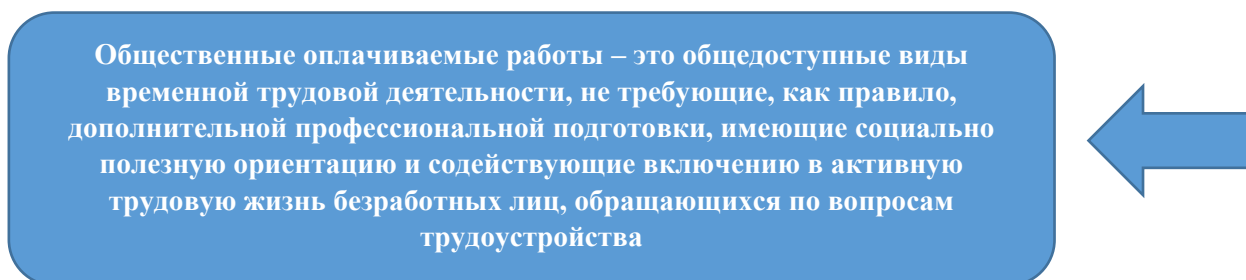 Общественные оплачиваемые работы – это общедоступные виды
временной трудовой деятельности, не требующие, как правило,
дополнительной профессиональной подготовки, имеющие социально
полезную ориентацию и содействующие включению в активную
трудовую жизнь безработных лиц, обращающихся по вопросам
трудоустройства